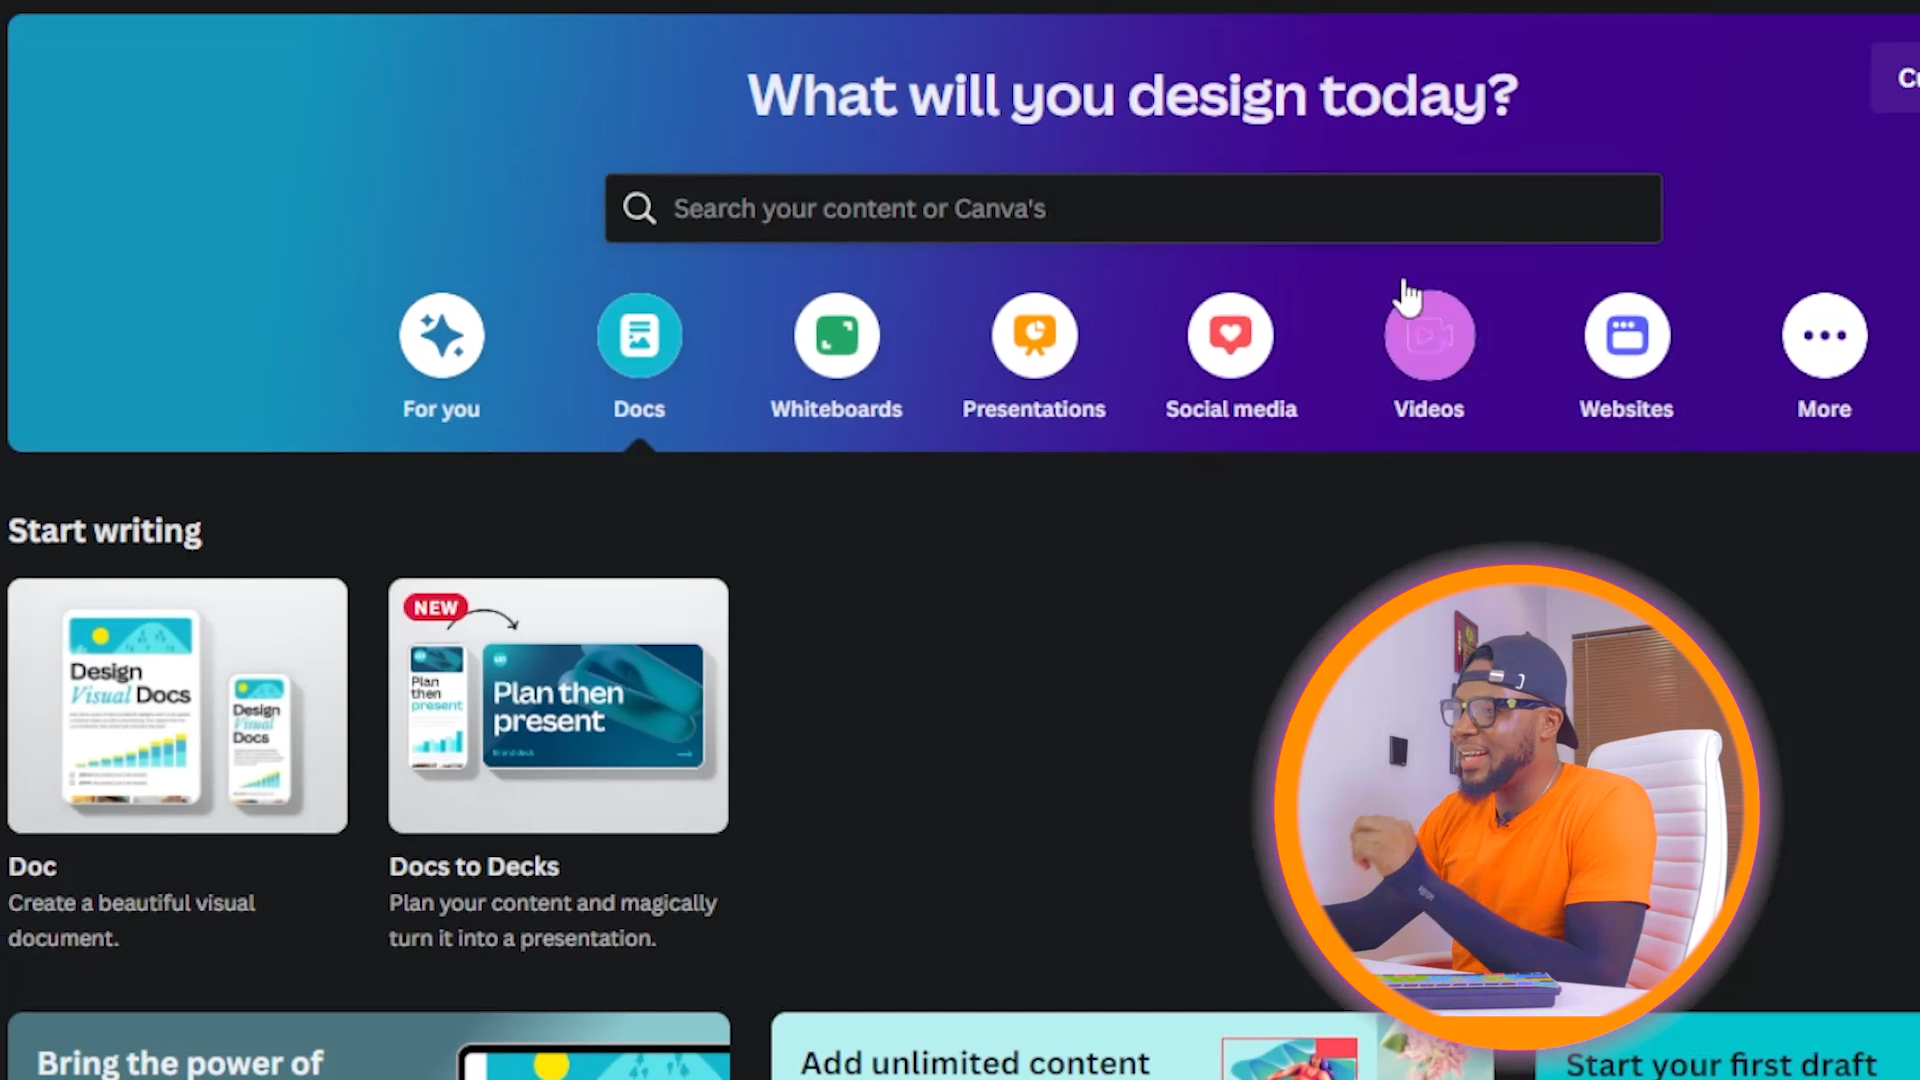 What will you design today?
Cr
Search your content or Canva's
For you
Docs
Whiteboards
Presentations
Social media
Videos
Websites
More
Start writing
Design
Visual Docs
Design
Visual
Docs
NEW
Plan
then
present
Plan then
present
Doc
Create a beautiful visual
document.
Docs to Decks
Plan your content and magically
turn it into a presentation.
Bring the power of
Add unlimited content
Start your first draft